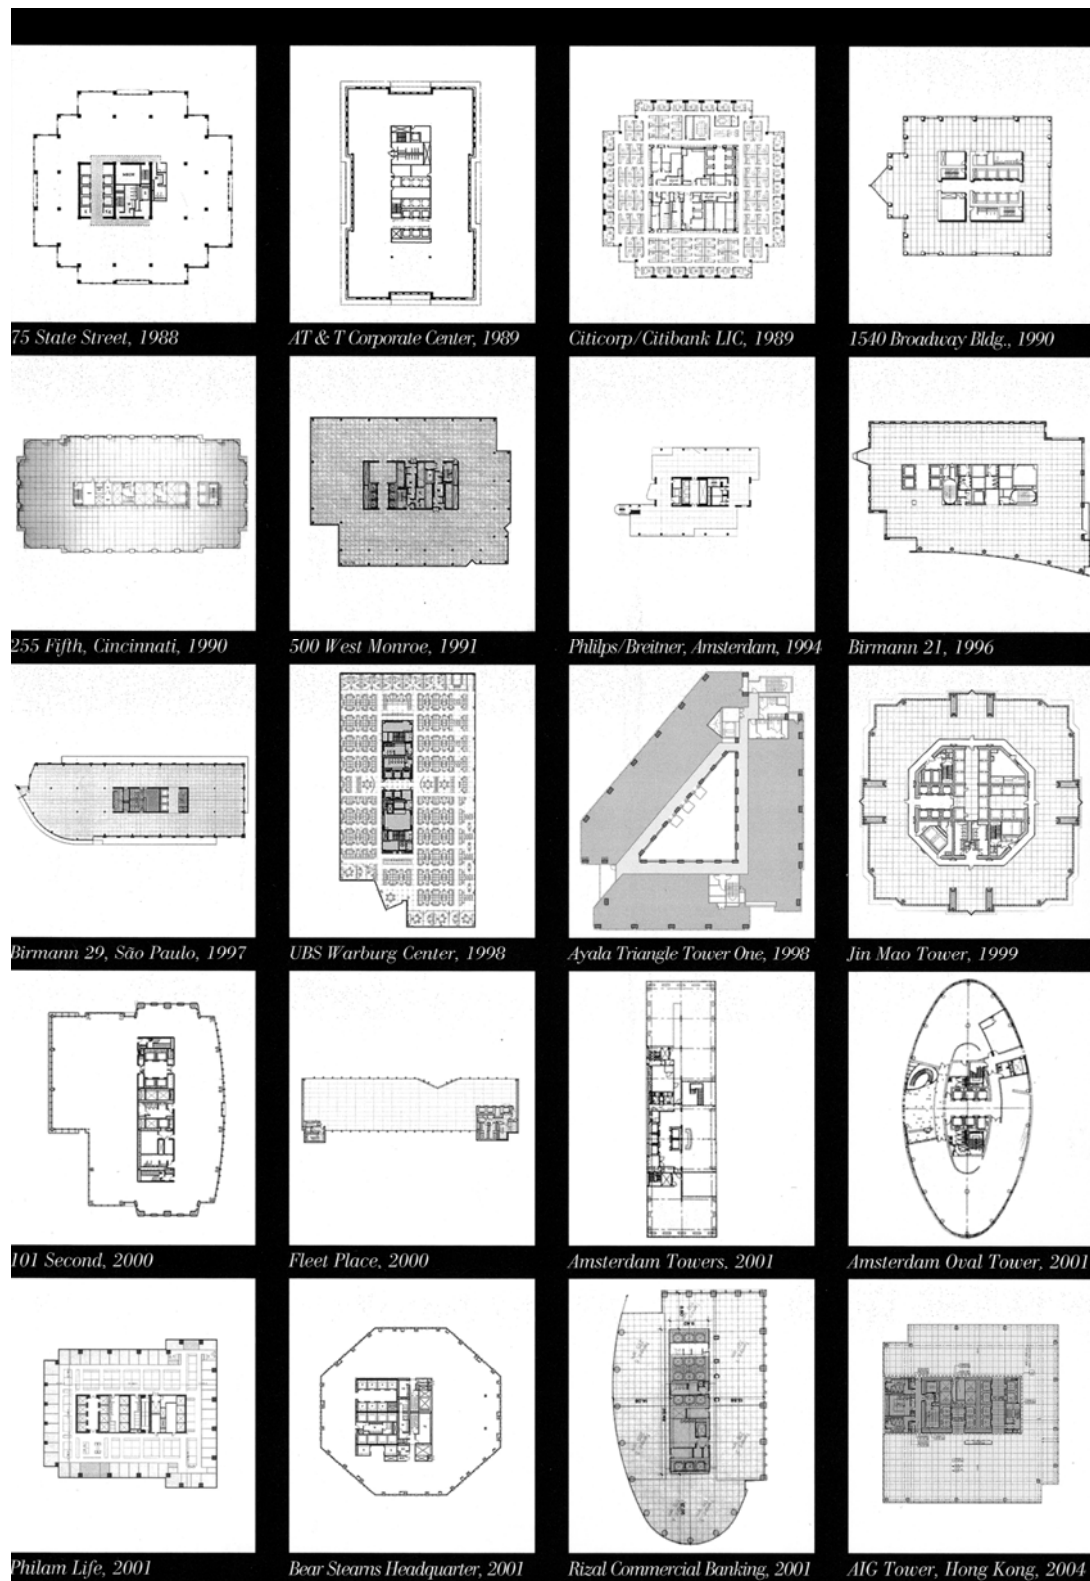 75 State Street, 1988
AT & T Corporate Center, 1989
Citicorp/Citibank LIC, 1989
1540 Broadway Bldg., 1990
255 Fifth, Cincinnati, 1990
500 West Monroe, 1991
Phlilps/Breitner, Amsterdam, 1994
Birmann 21, 1996
Birmann 29, São Paulo, 1997
UBS Warburg Center, 1998
Ayala Triangle Tower One, 1998
Jin Mao Tower, 1999
101 Second, 2000
Fleet Place, 2000
Amsterdam Towers, 2001
Amsterdam Oval Tower, 2001
Philam Life, 2001
Bear Stearns Headquarter, 2001
Rizal Commercial Banking, 2001
AIG Tower, Hong Kong, 2004